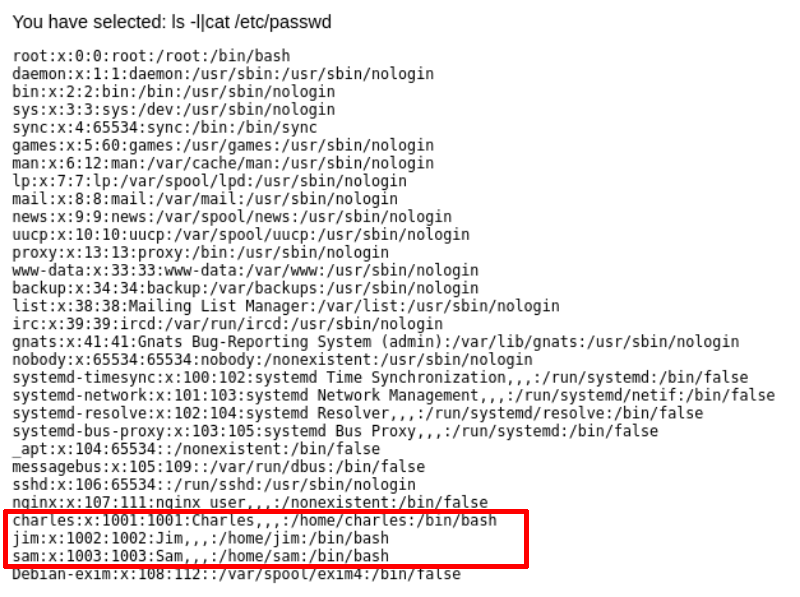 You have selected: ls -l|cat /etc/passwd
root:x:0:0:root:/root:/bin/bash
daemon:x:1:1:daemon:/usr/sbin:/usr/sbin/nologin
bin:x:2:2:bin:/bin:/usr/sbin/nologin
sys:x:3:3:sys:/dev:/usr/sbin/nologin
sync:x:4:65534:sync:/bin:/bin/sync
games:x:5:60:games:/usr/games:/usr/sbin/nologin
man:x:6:12:man:/var/cache/man:/usr/sbin/nologin
lp:x:7:7:lp:/var/spool/lpd:/usr/sbin/nologin
mail:x:8:8:mail:/var/mail:/usr/sbin/nologin
news:x:9:9:news:/var/spool/news:/usr/sbin/nologin
uucp:x:10:10:uucp:/var/spool/uucp:/usr/sbin/nologin
proxy:x:13:13:proxy:/bin:/usr/sbin/nologin
www-data:x:33:33:www-data:/var/www:/usr/sbin/nologin
backup:x:34:34:backup:/var/backups:/usr/sbin/nologin
list:x:38:38:Mailing List Manager:/var/list:/usr/sbin/nologin
irc:x:39:39:ircd:/var/run/ircd:/usr/sbin/nologin
gnats:x:41:41:Gnats Bug-Reporting System (admin):/var/lib/gnats:/usr/sbin/nologin
nobody:x:65534:65534:nobody:/nonexistent:/usr/sbin/nologin
systemd-timesync:x:100:102:systemd Time Synchronization,,,:/run/systemd:/bin/false
systemd-network:x:101:103:systemd Network Management,,,:/run/systemd/netif:/bin/false
systemd-resolve:x:102:104:systemd Resolver,,,:/run/systemd/resolve:/bin/false
systemd-bus-proxy:x:103:105:systemd Bus Proxy,,,:/run/systemd:/bin/false
_apt:x:104:65534::/nonexistent:/bin/false
messagebus:x:105:109::/var/run/dbus:/bin/false
sshd:x:106:65534::/run/sshd:/usr/sbin/nologin
nginx:x:107:111:nginx user,,,:/nonexistent:/bin/false
charles:x:1001:1001:Charles,,,:/home/charles:/bin/bash
jim:x:1002:1002:Jim,,,:/home/jim:/bin/bash
sam:x:1003:1003:Sam,,,:/home/sam:/bin/bash
Debian-exim:x:108:112::/var/spool/exim4:/bin/false